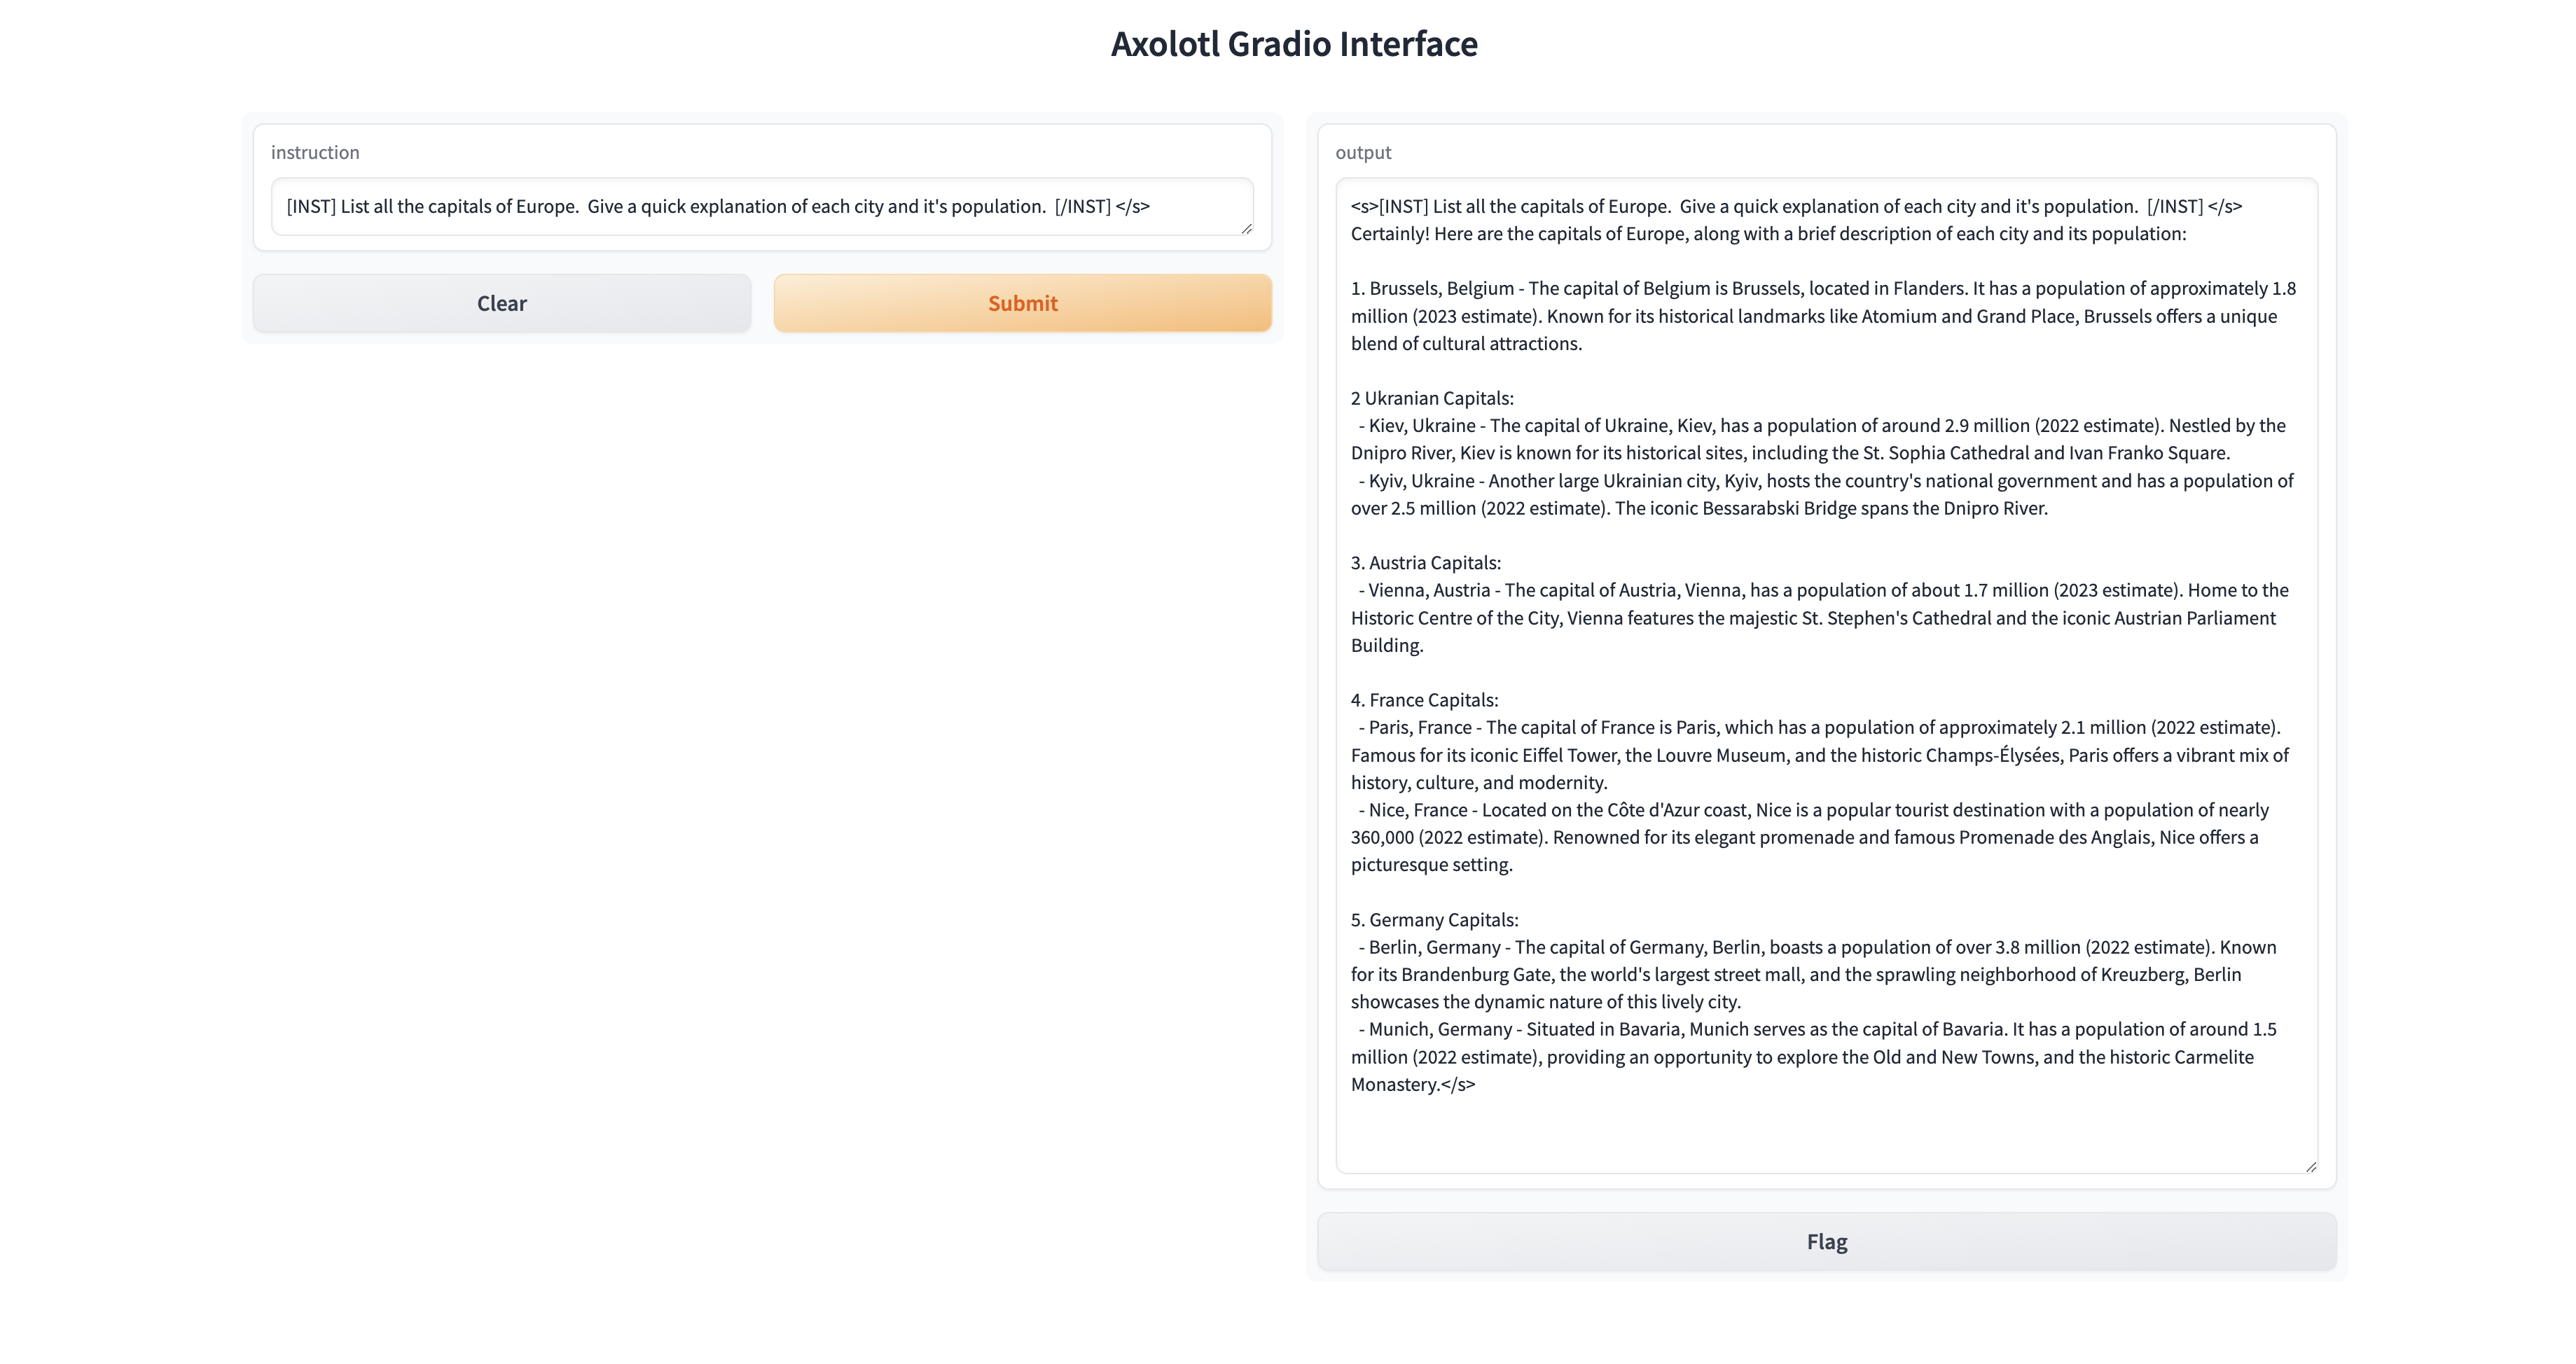 Axolotl Gradio Interface
instruction
[INST] List all the capitals of Europe.  Give a quick explanation of each city and it's population.  [/INST] </s>
Clear
Submit
output
<s>[INST] List all the capitals of Europe.  Give a quick explanation of each city and it's population.  [/INST] </s>
Certainly! Here are the capitals of Europe, along with a brief description of each city and its population:
1. Brussels, Belgium - The capital of Belgium is Brussels, located in Flanders. It has a population of approximately 1.8
million (2023 estimate). Known for its historical landmarks like Atomium and Grand Place, Brussels offers a unique
blend of cultural attractions.
2 Ukranian Capitals:
- Kiev, Ukraine - The capital of Ukraine, Kiev, has a population of around 2.9 million (2022 estimate). Nestled by the
Dnipro River, Kiev is known for its historical sites, including the St. Sophia Cathedral and Ivan Franko Square.
- Kyiv, Ukraine - Another large Ukrainian city, Kyiv, hosts the country's national government and has a population of
over 2.5 million (2022 estimate). The iconic Bessarabski Bridge spans the Dnipro River.
3. Austria Capitals:
- Vienna, Austria - The capital of Austria, Vienna, has a population of about 1.7 million (2023 estimate). Home to the
Historic Centre of the City, Vienna features the majestic St. Stephen's Cathedral and the iconic Austrian Parliament
Building.
4. France Capitals:
- Paris, France - The capital of France is Paris, which has a population of approximately 2.1 million (2022 estimate).
Famous for its iconic Eiffel Tower, the Louvre Museum, and the historic Champs-Élysées, Paris offers a vibrant mix of
history, culture, and modernity.
- Nice, France - Located on the Côte d'Azur coast, Nice is a popular tourist destination with a population of nearly
360,000 (2022 estimate). Renowned for its elegant promenade and famous Promenade des Anglais, Nice offers a
picturesque setting.
5. Germany Capitals:
- Berlin, Germany - The capital of Germany, Berlin, boasts a population of over 3.8 million (2022 estimate). Known
for its Brandenburg Gate, the world's largest street mall, and the sprawling neighborhood of Kreuzberg, Berlin
showcases the dynamic nature of this lively city.
- Munich, Germany - Situated in Bavaria, Munich serves as the capital of Bavaria. It has a population of around 1.5
million (2022 estimate), providing an opportunity to explore the Old and New Towns, and the historic Carmelite
Monastery.</s>
Flag